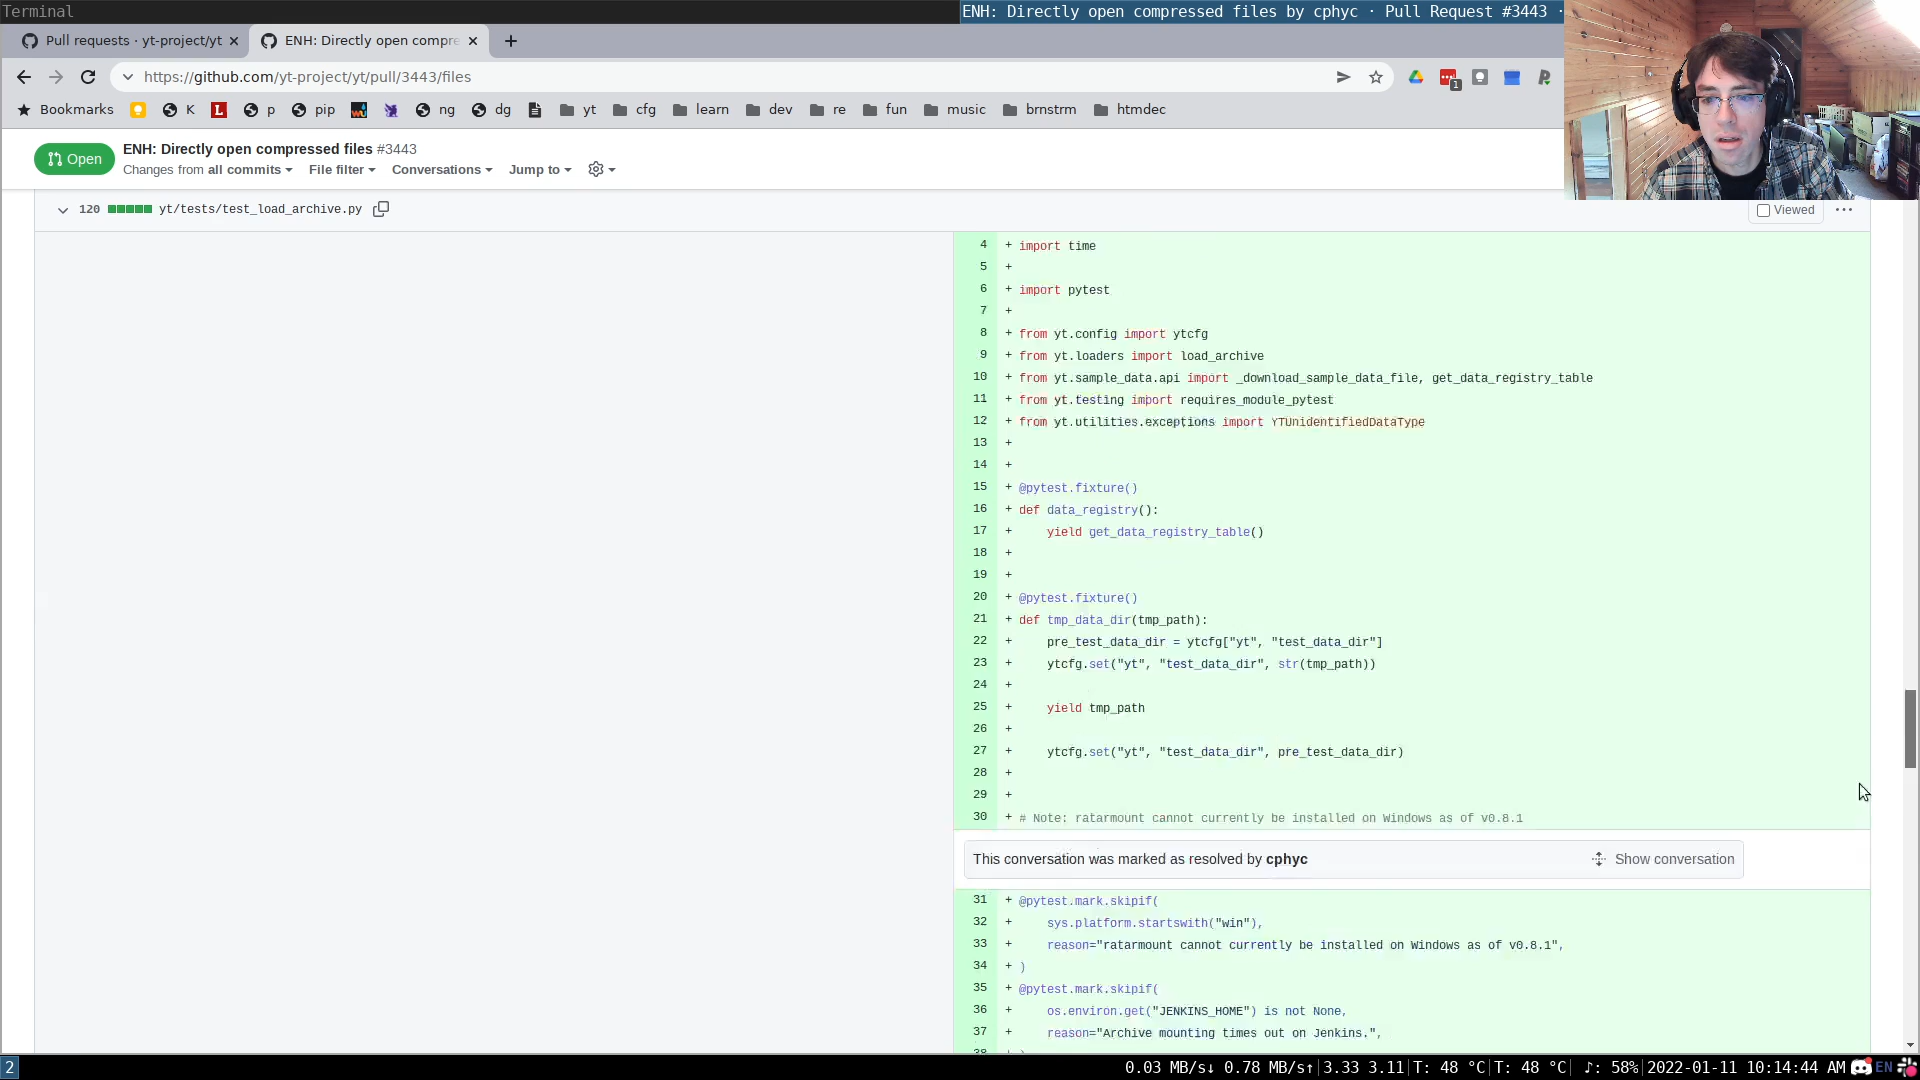 Terminal
ENH: Directly open compressed files by cphyc · Pull Request #3443 ·
Pull requests · yt-project/yt
ENH: Directly open compre
https://github.com/yt-project/yt/pull/3443/files
1
Bookmarks
K
L
p
pip
ng
dg
yt
cfg
learn
dev
re
fun
music
brnstrm
htmdec
Open
ENH: Directly open compressed files #3443
Changes from all commits
File filter
Conversations
Jump to
120
yt/tests/test_load_archive.py
Viewed
4 + import time
5 +
6 + import pytest
7 +
8 + from yt.config import ytcfg
9 + from yt.loaders import load_archive
10 + from yt.sample_data.api import _download_sample_data_file, get_data_registry_table
11 + from yt.testing import requires_module_pytest
12 + from yt.utilities.exceptions import YTUnidentifiedDataType
13 +
14 +
15 + @pytest.fixture()
16 + def data_registry():
17 + yield get_data_registry_table()
18 +
19 +
20 + @pytest.fixture()
21 + def tmp_data_dir(tmp_path):
22 + pre_test_data_dir = ytcfg["yt", "test_data_dir"]
23 + ytcfg.set("yt", "test_data_dir", str(tmp_path))
24 +
25 + yield tmp_path
26 +
27 + ytcfg.set("yt", "test_data_dir", pre_test_data_dir)
28 +
29 +
30 + # Note: ratarmount cannot currently be installed on Windows as of v0.8.1
This conversation was marked as resolved by cphyc
Show conversation
31 + @pytest.mark.skipif(
32 + sys.platform.startswith("win"),
33 + reason="ratarmount cannot currently be installed on Windows as of v0.8.1",
34 + )
35 + @pytest.mark.skipif(
36 + os.environ.get("JENKINS_HOME") is not None,
37 + reason="Archive mounting times out on Jenkins.",
2
0.03 MB/s↓ 0.78 MB/s↑|3.33 3.11|T: 48 °C|T: 48 °C| ♪: 58%|2022-01-11 10:14:44 AM
EN